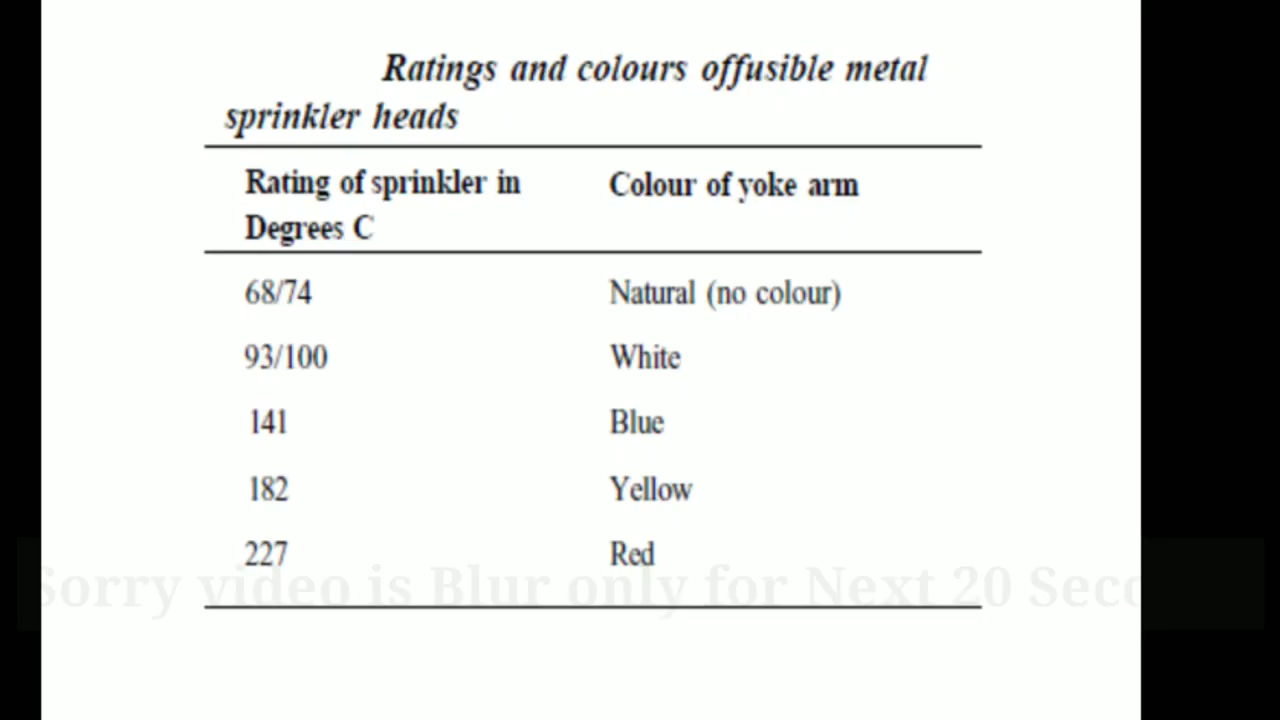 Ratings and colours offusible metal
sprinkler heads
Rating of sprinkler in Colour of yoke arm
Degrees C
68/74 Natural (no colour)
93/100 White
141 Blue
182 Yellow
227 Red
Sorry video is Blur only for Next 20 Seco